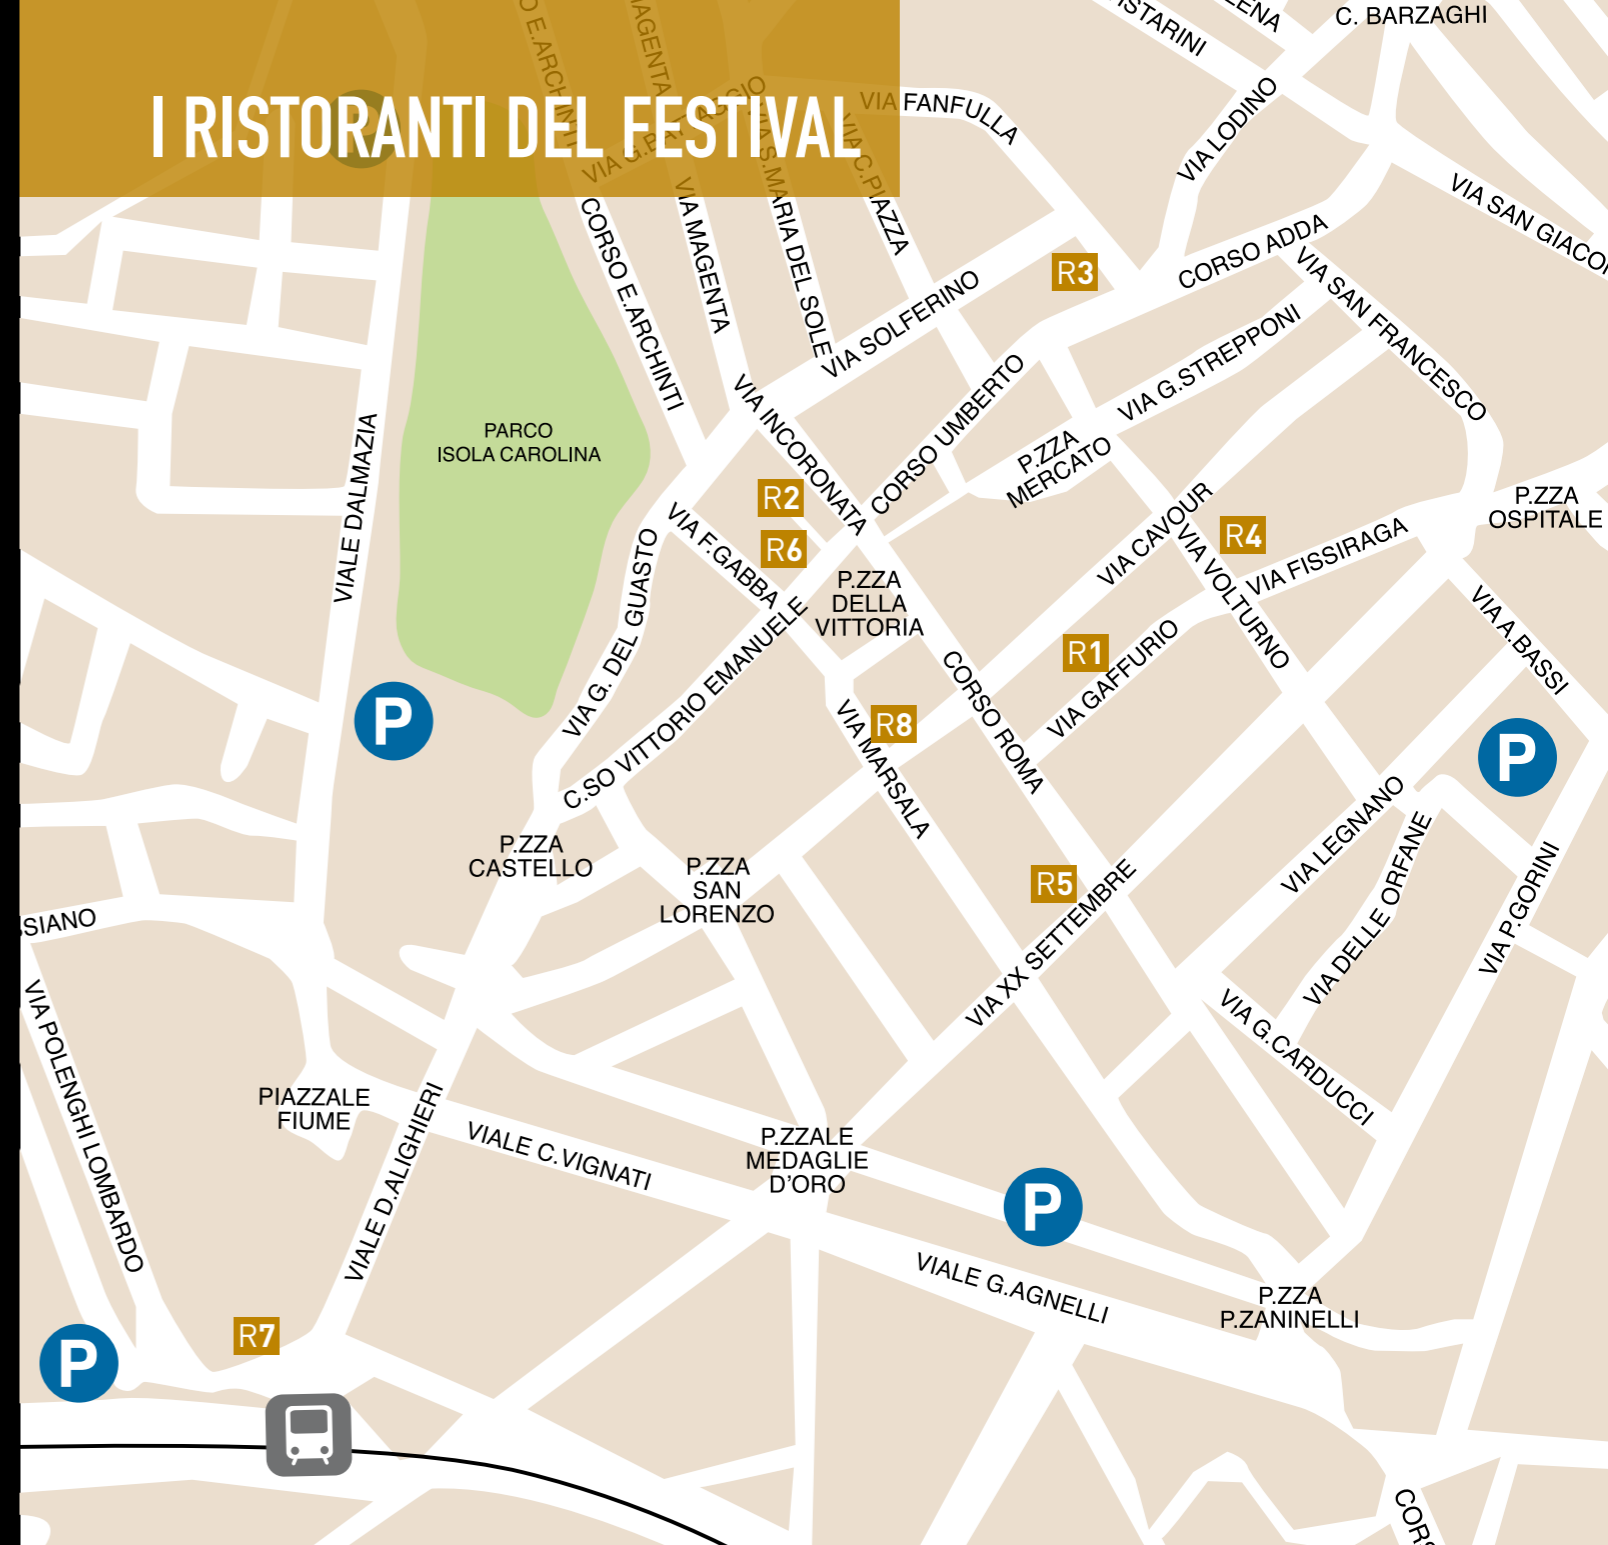 I RISTORANTI DEL FESTIVAL
C. BARZAGHI
VIA FANFULLA
VIA LODINO
VIA C.PIAZZA
VIA MAGENTA
CORSO E.ARCHINTI
VIA SAN GIACO
CORSO ADDA
VIA SAN FRANCESCO
R3
VIA SOLFERINO
VIA G.STREPPONI
VIA INCORONATA
CORSO UMBERTO
P.ZZA
MERCATO
PARCO
ISOLA CAROLINA
VIALE DALMAZIA
R2
R6
VIA F.GABBA
VIA G. DEL GUASTO
P.ZZA
DELLA
VITTORIA
VIA CAVOUR
R4
VIA VOLTURNO
VIA FISSIRAGA
P.ZZA
OSPITALE
VIA A.BASSI
R1
VIA GAFFURIO
C.SO VITTORIO EMANUELE
CORSO ROMA
R8
VIA MARSALA
P
P
P.ZZA
CASTELLO
P.ZZA
SAN
LORENZO
R5
VIA XX SETTEMBRE
VIA LEGNANO
VIA DELLE ORFANE
VIA P.GORINI
SIANO
VIA POLENGHI LOMBARDO
VIA G.CARDUCCI
PIAZZALE
FIUME
VIALE D.ALIGHIERI
VIALE C.VIGNATI
P.ZZALE
MEDAGLIE
D'ORO
P
VIALE G.AGNELLI
P.ZZA
P.ZANINELLI
R7
P
CORS